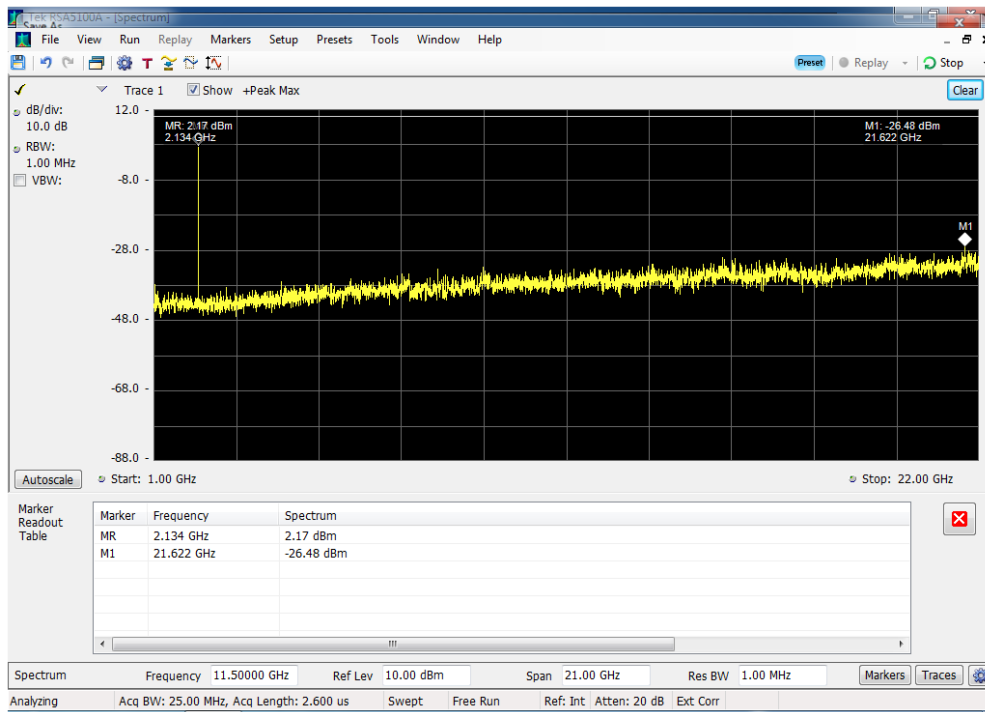 Tek RSA5100A - [Spectrum]
Save As
File View Run Replay Markers Setup Presets Tools Window Help
T Preset Replay Stop
Trace 1 Show +Peak Max Clear
dB/div:
10.0 dB
RBW:
1.00 MHz
VBW:
12.0
-8.0
-28.0
-48.0
-68.0
-88.0
MR: 2.17 dBm
2.134 GHz
M1: -26.48 dBm
21.622 GHz
M1
Autoscale Start: 1.00 GHz Stop: 22.00 GHz
Marker
Readout
Table
Marker Frequency Spectrum
MR 2.134 GHz 2.17 dBm
M1 21.622 GHz -26.48 dBm
Spectrum Frequency 11.50000 GHz Ref Lev 10.00 dBm Span 21.00 GHz Res BW 1.00 MHz Markers Traces
Analyzing Acq BW: 25.00 MHz, Acq Length: 2.600 us Swept Free Run Ref: Int Atten: 20 dB Ext Corr